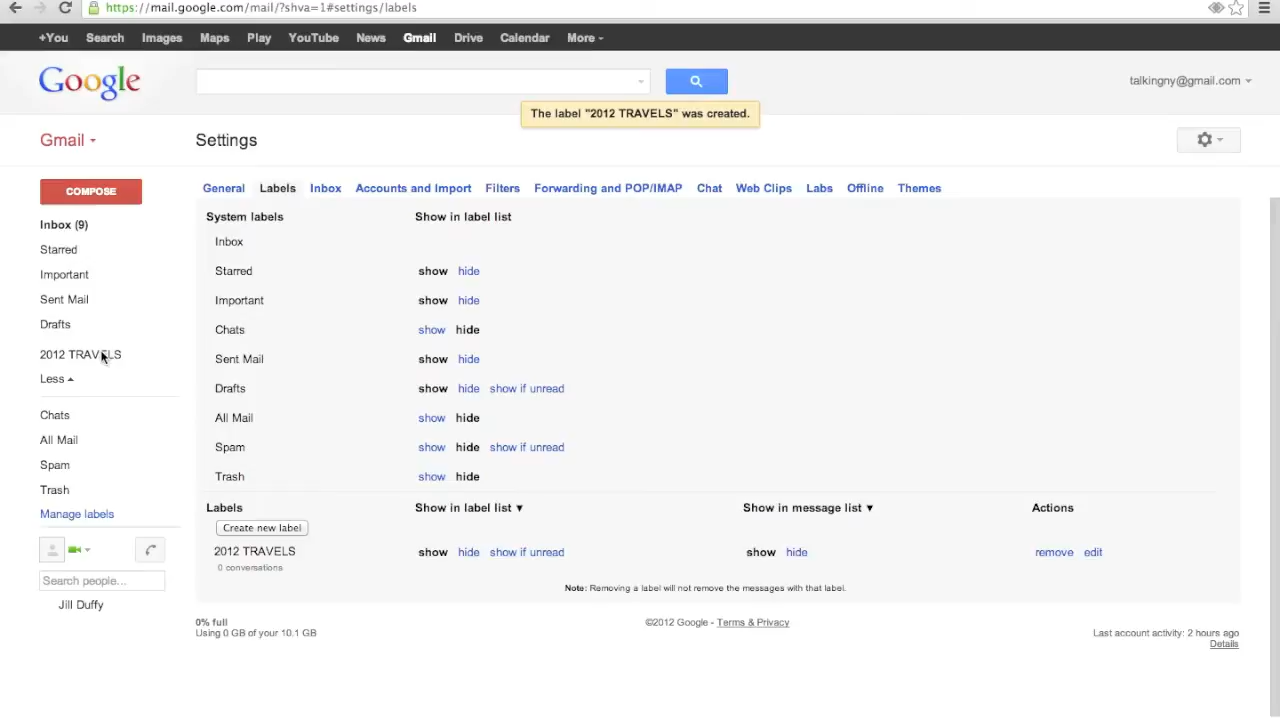 https://mail.google.com/mail/?shva=1#settings/labels
+You Search Images Maps Play YouTube News Gmail Drive Calendar More
Google
talkingny@gmail.com
The label "2012 TRAVELS" was created.
Gmail
Settings
COMPOSE
Inbox (9)
Starred
Important
Sent Mail
Drafts
2012 TRAVELS
Less
Chats
All Mail
Spam
Trash
Manage labels
Search people...
Jill Duffy
General Labels Inbox Accounts and Import Filters Forwarding and POP/IMAP Chat Web Clips Labs Offline Themes
System labels Show in label list
Inbox
Starred show hide
Important show hide
Chats show hide
Sent Mail show hide
Drafts show hide show if unread
All Mail show hide
Spam show hide show if unread
Trash show hide
Labels Show in label list ▼ Show in message list ▼ Actions
Create new label
2012 TRAVELS show hide show if unread show hide remove edit
0 conversations
Note: Removing a label will not remove the messages with that label.
0% full
Using 0 GB of your 10.1 GB
©2012 Google - Terms & Privacy
Last account activity: 2 hours ago
Details